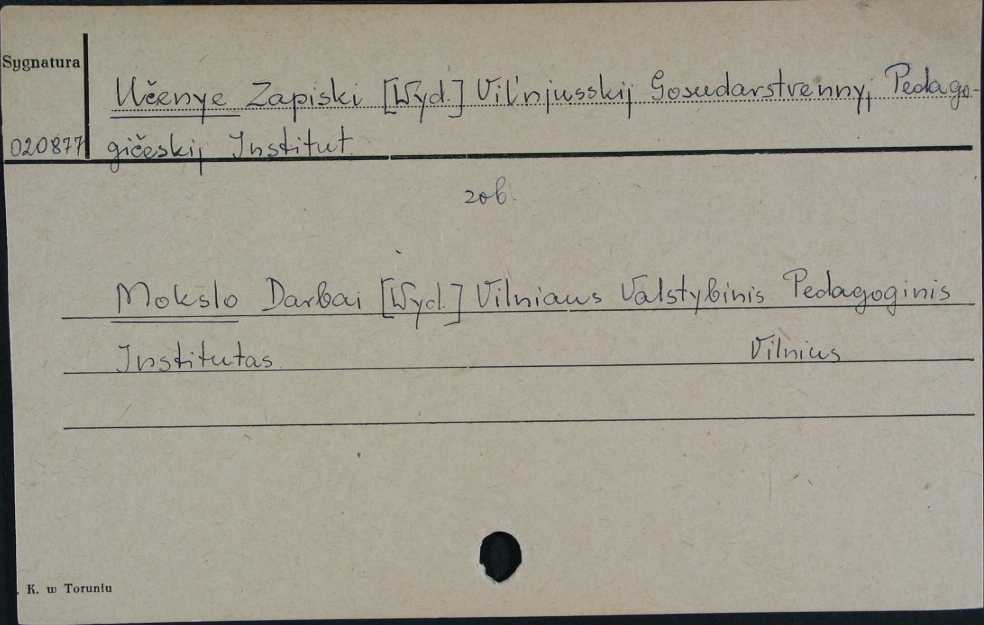 Sygnatura
Učenye Zapiski [Wyd.] Vil'njusskij Gosudarstvennyj Pedago-
020877 gičeskij Institut
zob.
Mokslo Darbai [Wyd.] Vilniaus Valstybinis Pedagoginis
Institutas Vilnius
. K. w Toruniu